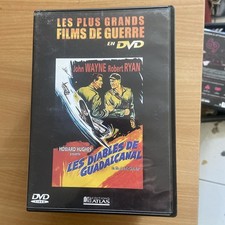 LES PLUS GRANDS
FILMS DE GUERRE
EN DVD
John WAYNE Robert RYAN
HOWARD HUGHES
LES DIABLES DE
GUADALCANAL
DVD
ATLAS